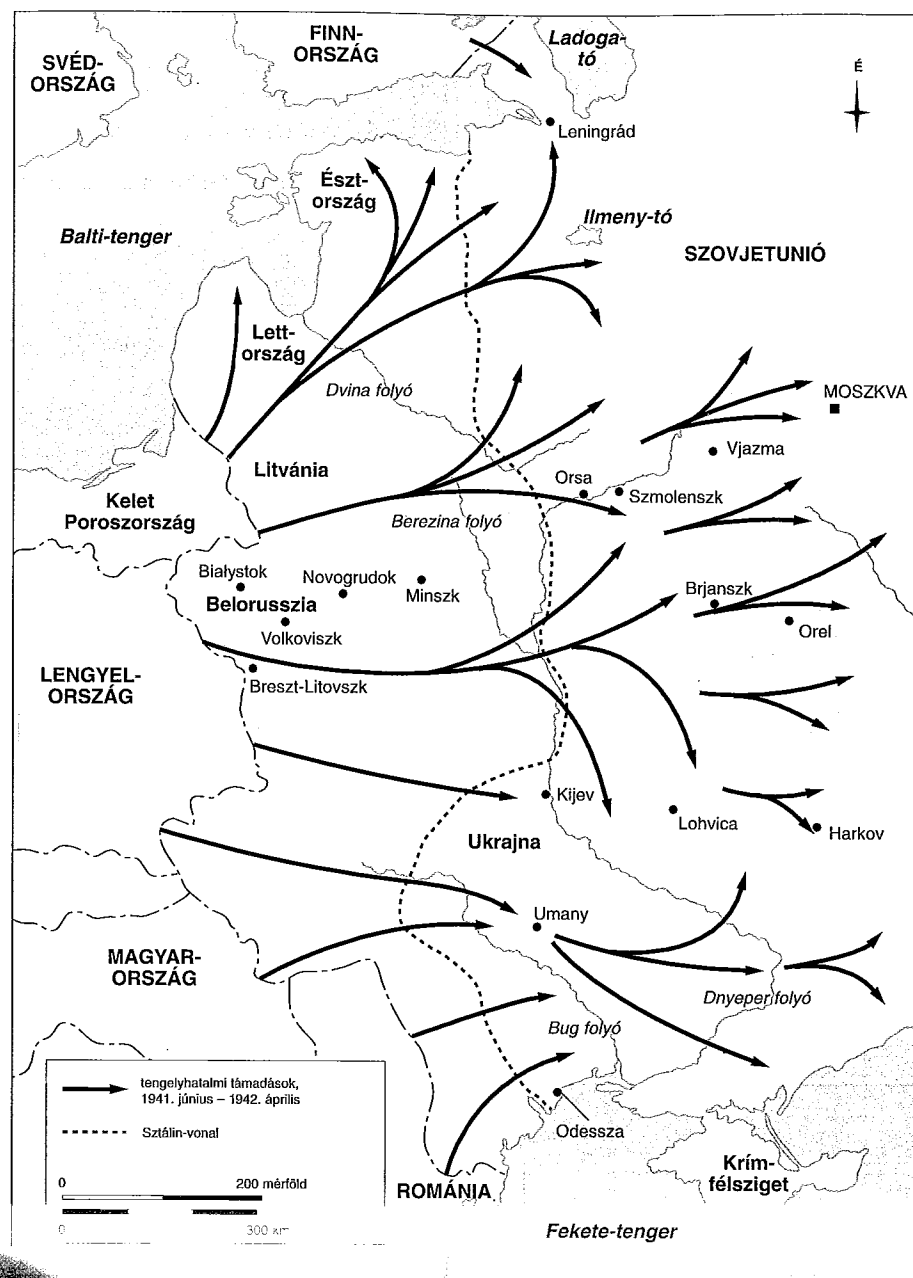 FINN-
ORSZÁG
Ladoga-
tó
SVÉD-
ORSZÁG
É
Leningrád
Észt-
ország
Ilmeny-tó
Balti-tenger
SZOVJETUNIÓ
Lett-
ország
Dvina folyó
MOSZKVA
Vjazma
Litvánia
Orsa
Szmolenszk
Kelet
Poroszország
Berezina folyó
Białystok
Novogrudok
Minszk
Belorusszia
Volkoviszk
Brjanszk
Orel
LENGYEL-
ORSZÁG
Breszt-Litovszk
Kijev
Lohvica
Harkov
Ukrajna
Umany
MAGYAR-
ORSZÁG
Dnyeper folyó
Bug folyó
tengelyhatalmi támadások,
1941. június – 1942. április
Sztálin-vonal
0 200 mérföld
0 300 km
Odessza
Krím-
félsziget
ROMÁNIA
Fekete-tenger